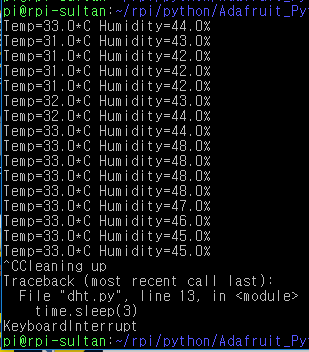 pi@rpi-sultan:~/rpi/python/Adafruit_Py
Temp=33.0*C Humidity=44.0%
Temp=31.0*C Humidity=43.0%
Temp=31.0*C Humidity=42.0%
Temp=31.0*C Humidity=42.0%
Temp=31.0*C Humidity=42.0%
Temp=32.0*C Humidity=43.0%
Temp=32.0*C Humidity=44.0%
Temp=33.0*C Humidity=44.0%
Temp=33.0*C Humidity=48.0%
Temp=33.0*C Humidity=48.0%
Temp=33.0*C Humidity=48.0%
Temp=33.0*C Humidity=48.0%
Temp=33.0*C Humidity=47.0%
Temp=33.0*C Humidity=46.0%
Temp=33.0*C Humidity=45.0%
Temp=33.0*C Humidity=45.0%
^CCleaning up
Traceback (most recent call last):
  File "dht.py", line 13, in <module>
    time.sleep(3)
KeyboardInterrupt
pi@rpi-sultan:~/rpi/python/Adafruit_Py